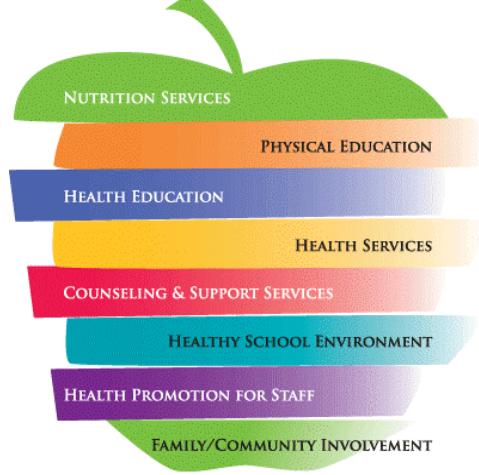 Nutrition Services
Physical Education
Health Education
Health Services
Counseling & Support Services
Healthy School Environment
Health Promotion for Staff
Family/Community Involvement